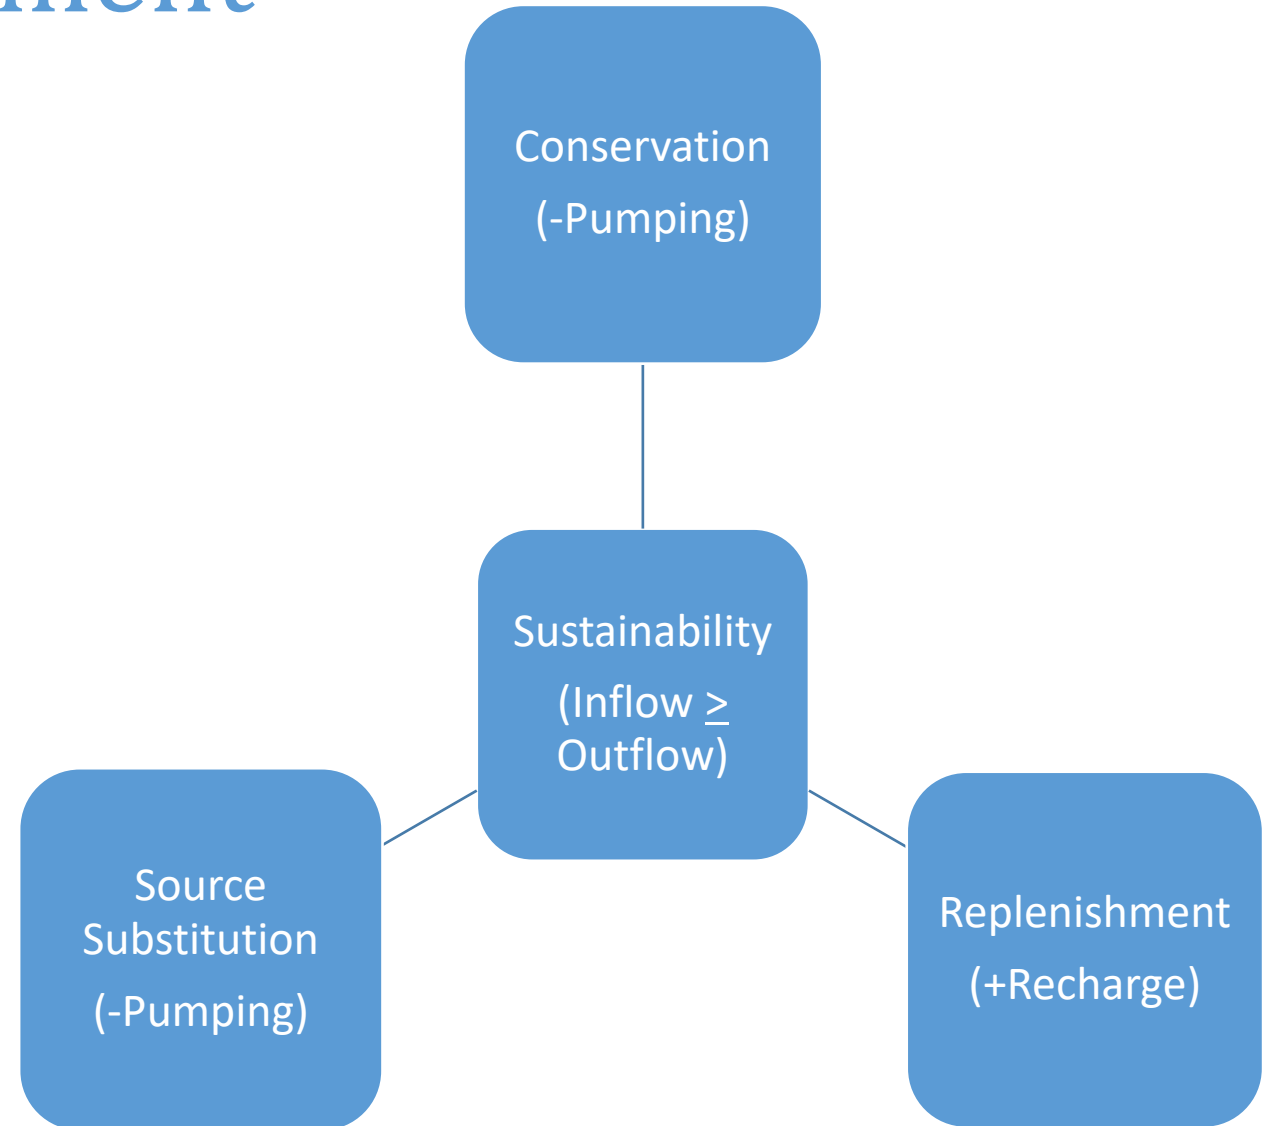 Conservation
(-Pumping)
Sustainability
(Inflow ≥
Outflow)
Source
Substitution
(-Pumping)
Replenishment
(+Recharge)